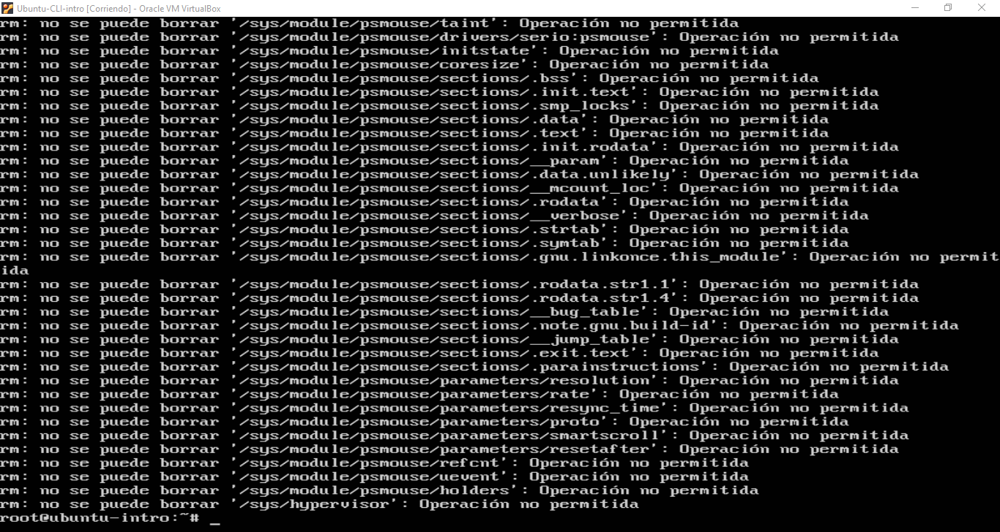 Ubuntu-CLI-intro [Corriendo] - Oracle VM VirtualBox
rm: no se puede borrar '/sys/module/psmouse/taint': Operación no permitida
rm: no se puede borrar '/sys/module/psmouse/drivers/serio:psmouse': Operación no permitida
rm: no se puede borrar '/sys/module/psmouse/initstate': Operación no permitida
rm: no se puede borrar '/sys/module/psmouse/coresize': Operación no permitida
rm: no se puede borrar '/sys/module/psmouse/sections/.bss': Operación no permitida
rm: no se puede borrar '/sys/module/psmouse/sections/.init.text': Operación no permitida
rm: no se puede borrar '/sys/module/psmouse/sections/.smp_locks': Operación no permitida
rm: no se puede borrar '/sys/module/psmouse/sections/.data': Operación no permitida
rm: no se puede borrar '/sys/module/psmouse/sections/.text': Operación no permitida
rm: no se puede borrar '/sys/module/psmouse/sections/.init.rodata': Operación no permitida
rm: no se puede borrar '/sys/module/psmouse/sections/__param': Operación no permitida
rm: no se puede borrar '/sys/module/psmouse/sections/.data.unlikely': Operación no permitida
rm: no se puede borrar '/sys/module/psmouse/sections/__mcount_loc': Operación no permitida
rm: no se puede borrar '/sys/module/psmouse/sections/.rodata': Operación no permitida
rm: no se puede borrar '/sys/module/psmouse/sections/__verbose': Operación no permitida
rm: no se puede borrar '/sys/module/psmouse/sections/.strtab': Operación no permitida
rm: no se puede borrar '/sys/module/psmouse/sections/.symtab': Operación no permitida
rm: no se puede borrar '/sys/module/psmouse/sections/.gnu.linkonce.this_module': Operación no permit
ida
rm: no se puede borrar '/sys/module/psmouse/sections/.rodata.str1.1': Operación no permitida
rm: no se puede borrar '/sys/module/psmouse/sections/.rodata.str1.4': Operación no permitida
rm: no se puede borrar '/sys/module/psmouse/sections/__bug_table': Operación no permitida
rm: no se puede borrar '/sys/module/psmouse/sections/.note.gnu.build-id': Operación no permitida
rm: no se puede borrar '/sys/module/psmouse/sections/__jump_table': Operación no permitida
rm: no se puede borrar '/sys/module/psmouse/sections/.exit.text': Operación no permitida
rm: no se puede borrar '/sys/module/psmouse/sections/.parainstructions': Operación no permitida
rm: no se puede borrar '/sys/module/psmouse/parameters/resolution': Operación no permitida
rm: no se puede borrar '/sys/module/psmouse/parameters/rate': Operación no permitida
rm: no se puede borrar '/sys/module/psmouse/parameters/resync_time': Operación no permitida
rm: no se puede borrar '/sys/module/psmouse/parameters/proto': Operación no permitida
rm: no se puede borrar '/sys/module/psmouse/parameters/smartscroll': Operación no permitida
rm: no se puede borrar '/sys/module/psmouse/parameters/resetafter': Operación no permitida
rm: no se puede borrar '/sys/module/psmouse/refcnt': Operación no permitida
rm: no se puede borrar '/sys/module/psmouse/uevent': Operación no permitida
rm: no se puede borrar '/sys/module/psmouse/holders': Operación no permitida
rm: no se puede borrar '/sys/hypervisor': Operación no permitida
root@ubuntu-intro:~# _